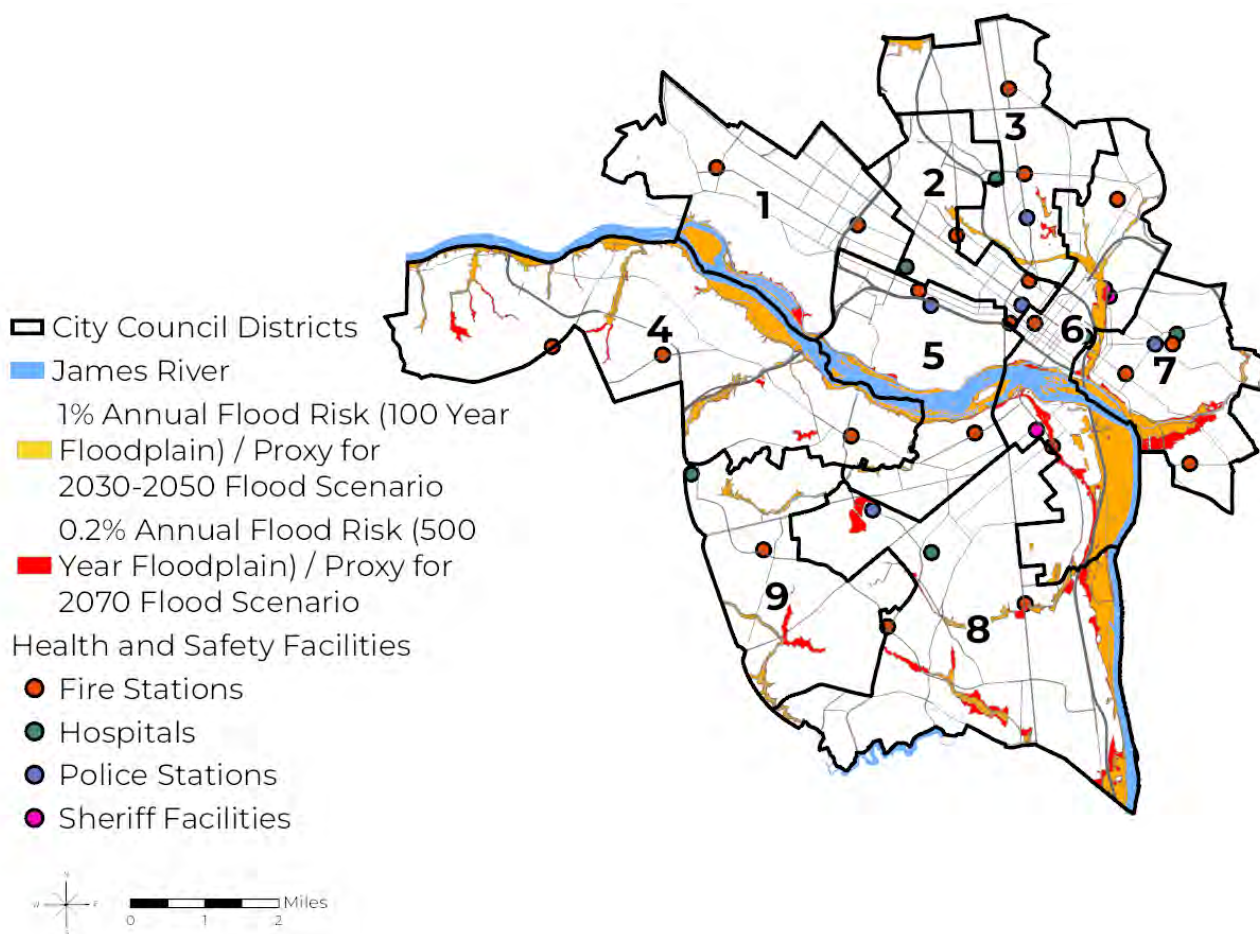 City Council Districts
James River
1% Annual Flood Risk (100 Year
Floodplain) / Proxy for
2030-2050 Flood Scenario
0.2% Annual Flood Risk (500
Year Floodplain) / Proxy for
2070 Flood Scenario
Health and Safety Facilities
Fire Stations
Hospitals
Police Stations
Sheriff Facilities
N
W
E
0 1 2 Miles
3
2
1
6
4
5
7
9
8